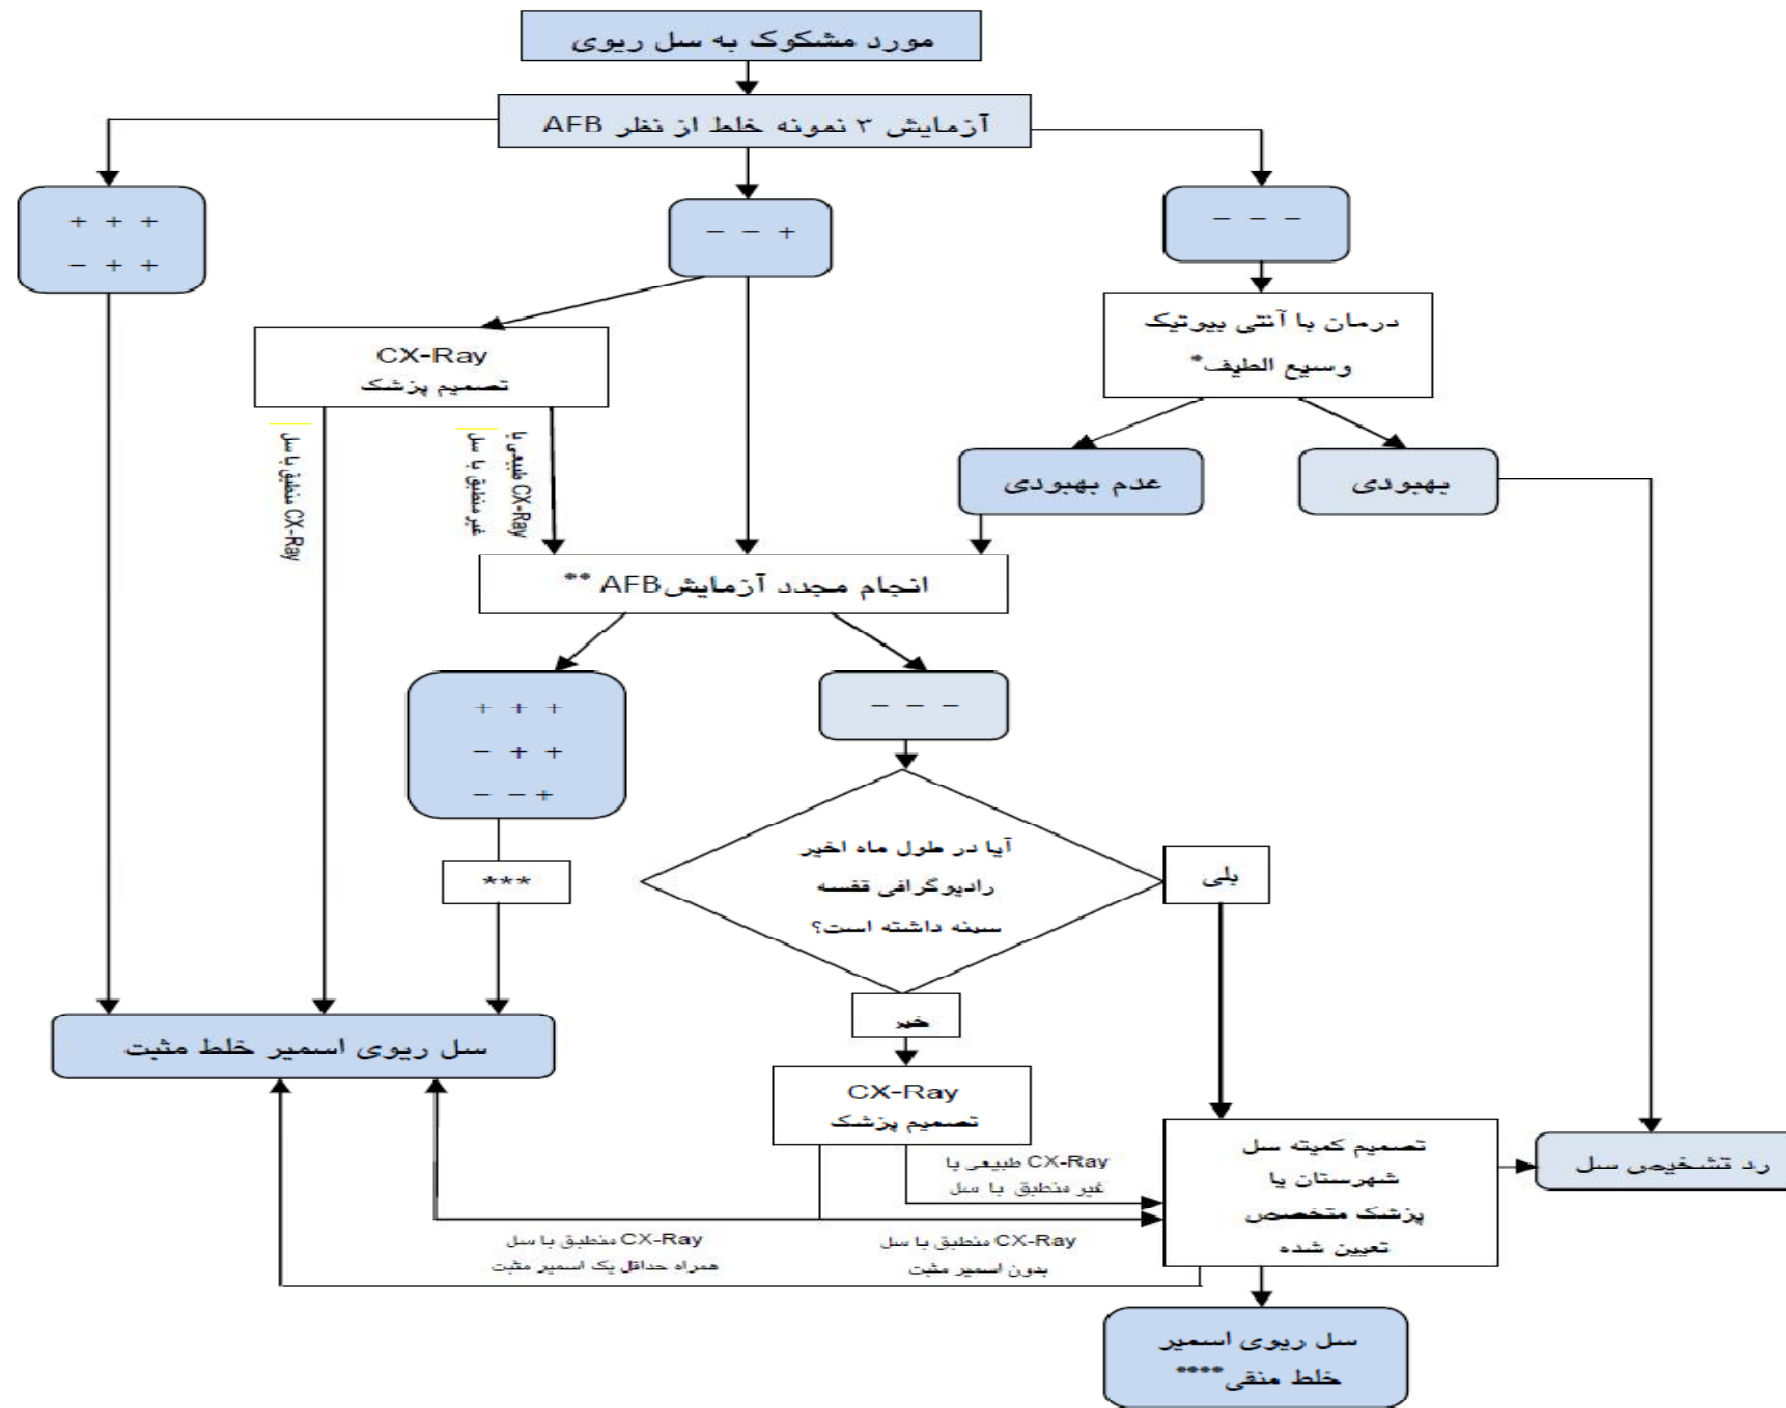 مورد مشکوک به سل ریوی
آزمایش ۳ نمونه خلط از نظر AFB
+ + +
− + +
− − +
− − −
درمان با آنتی بیوتیک
وسیع الطیف*
CX-Ray
تصمیم پزشک
CX-Ray منطبق با سل
CX-Ray طبیعی یا
غیر منطبق با سل
عدم بهبودی
بهبودی
انجام مجدد آزمایش AFB **
+ + +
− + +
− − +
− − −
***
آیا در طول ماه اخیر
رادیوگرافی قفسه
سینه داشته است؟
بلی
خیر
سل ریوی اسمیر خلط مثبت
CX-Ray
تصمیم پزشک
CX-Ray طبیعی یا
غیر منطبق با سل
تصمیم کمیته سل
شهرستان یا
پزشک متخصص
تعیین شده
رد تشخیص سل
CX-Ray منطبق با سل
همراه حداقل یک اسمیر مثبت
CX-Ray منطبق با سل
بدون اسمیر مثبت
سل ریوی اسمیر
خلط منفی****